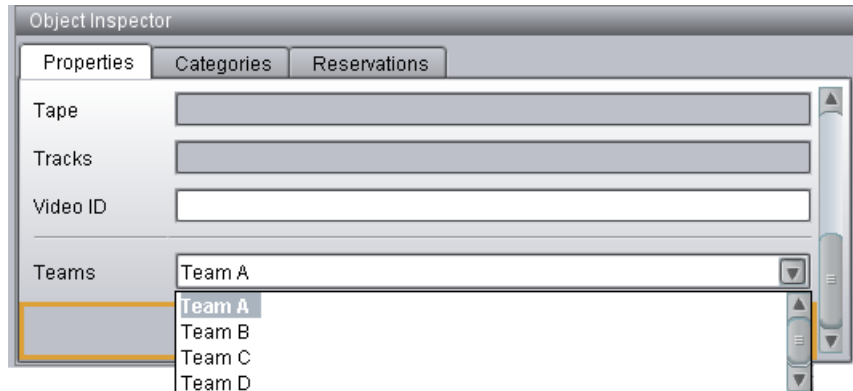 Object Inspector
Properties Categories Reservations
Tape
Tracks
Video ID
Teams Team A
Team A
Team B
Team C
Team D